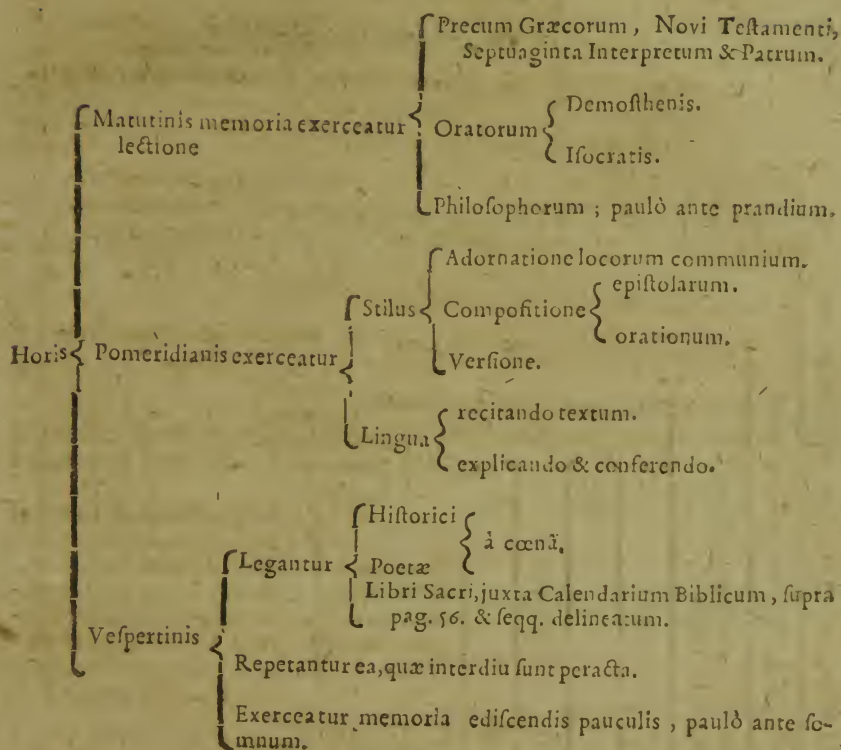 Precum Græcorum, Novi Teſtamenti,
Septuaginta Interpretum & Patrum.
Matutinis memoria exerceatur
lectione
Oratorum
Demoſthenis.
Iſocratis.
Philoſophorum ; paulò ante prandium.
Horis
Pomeridianis exerceatur
Stilus
Adornatione locorum communium.
Compoſitione
epiſtolarum.
orationum.
Verſione.
Lingua
recitando textum.
explicando & conferendo.
Veſpertinis
Legantur
Hiſtorici
Poetæ
à cœnâ.
Libri Sacri, juxta Calendarium Biblicum, ſupra
pag. 56. & ſeqq. delineatum.
Repetantur ea, quæ interdiu ſunt peracta.
Exerceatur memoria ediſcendis pauculis, paulò ante ſo-
mnum.